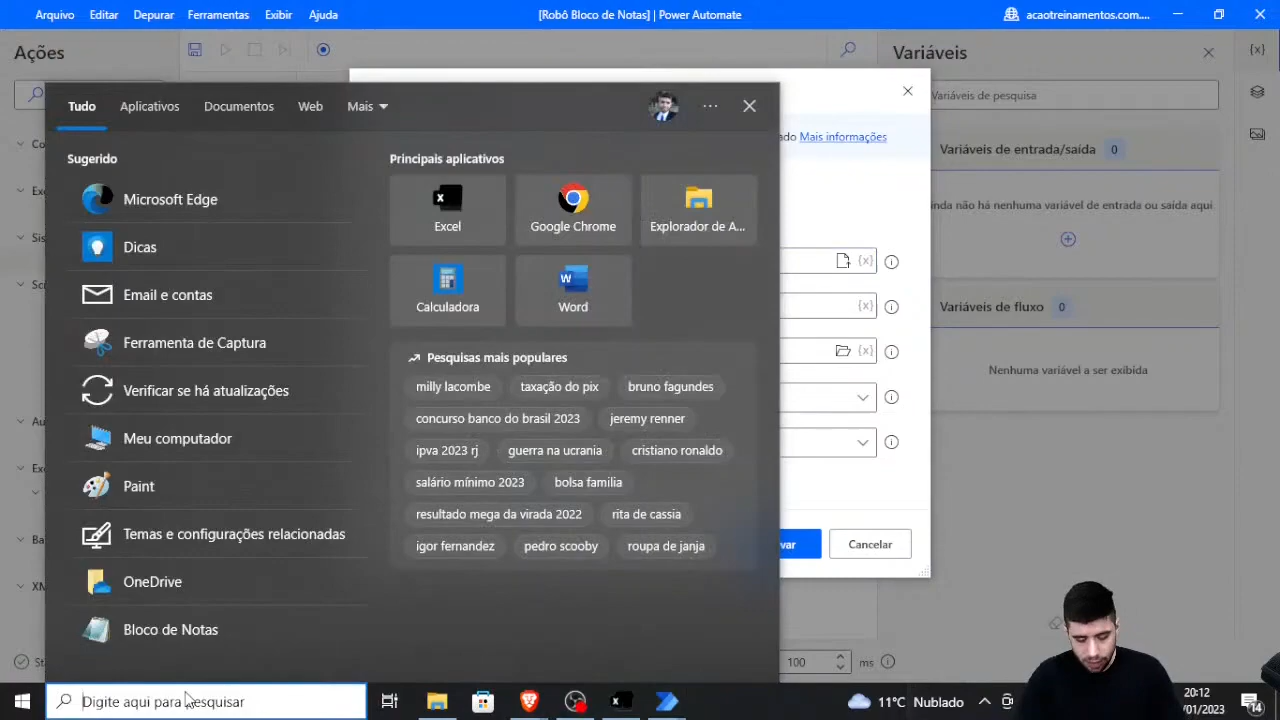 Arquivo Editar Depurar Ferramentas Exibir Ajuda [Robô Bloco de Notas] | Power Automate acaotreinamentos.com....
Ações
Variáveis
{x}
Tudo Aplicativos Documentos Web Mais
Variáveis de pesquisa
Mais informações
Variáveis de entrada/saída 0
Sugerido
Principais aplicativos
Microsoft Edge
Excel
Google Chrome
Explorador de A...
inda não há nenhuma variável de entrada ou saída aqui
Dicas
{x}
Email e contas
Calculadora
Word
{x}
Variáveis de fluxo 0
Ferramenta de Captura
{x}
Pesquisas mais populares
Nenhuma variável a ser exibida
Verificar se há atualizações
milly lacombe taxação do pix bruno fagundes
concurso banco do brasil 2023 jeremy renner
Meu computador
ipva 2023 rj guerra na ucrania cristiano ronaldo
Paint
salário mínimo 2023 bolsa familia
resultado mega da virada 2022 rita de cassia
Temas e configurações relacionadas
igor fernandez pedro scooby roupa de janja
var Cancelar
OneDrive
Bloco de Notas
100 ms
Digite aqui para pesquisar
11°C Nublado
20:12
/01/2023
14